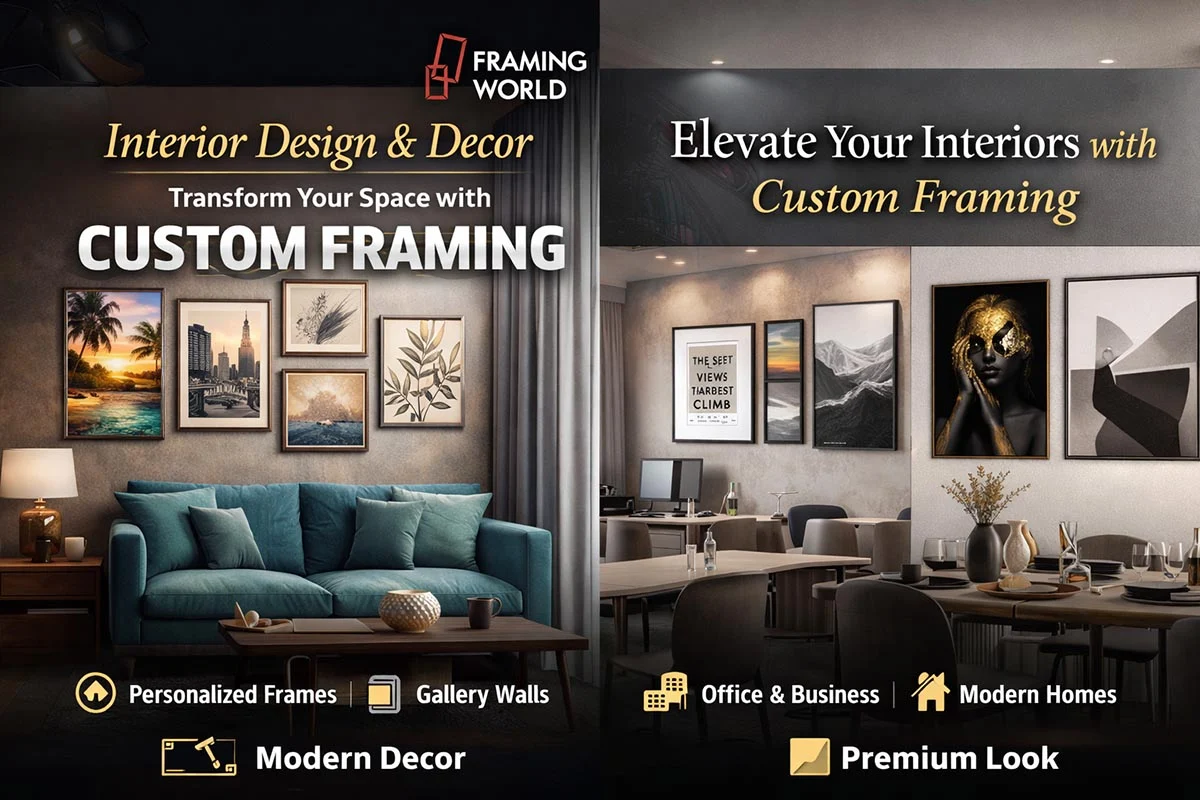 FRAMING
WORLD
Interior Design & Decor
Transform Your Space with
CUSTOM FRAMING
Personalized Frames
Gallery Walls
Modern Decor
Elevate Your Interiors with
Custom Framing
THE SEET
VIEWS
TIARBEST
CLIMB
Office & Business
Modern Homes
Premium Look